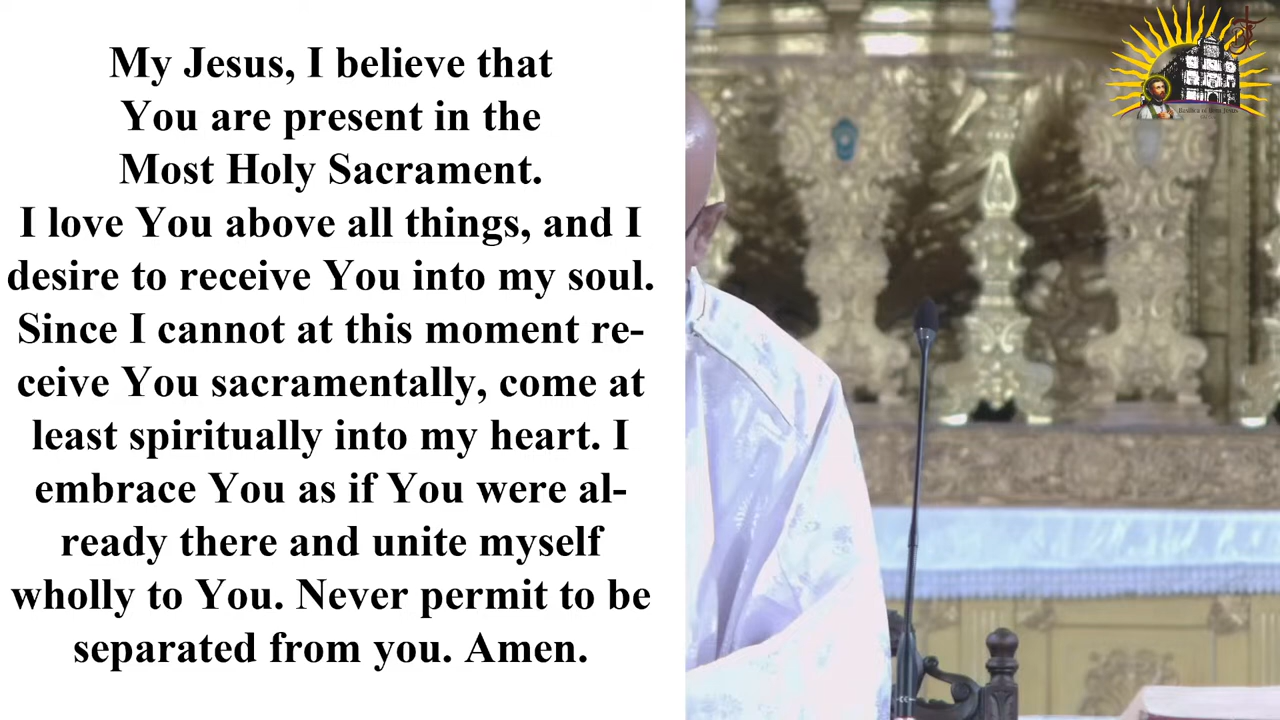 My Jesus, I believe that
You are present in the
Most Holy Sacrament.
I love You above all things, and I
desire to receive You into my soul.
Since I cannot at this moment re-
ceive You sacramentally, come at
least spiritually into my heart. I
embrace You as if You were al-
ready there and unite myself
wholly to You. Never permit to be
separated from you. Amen.